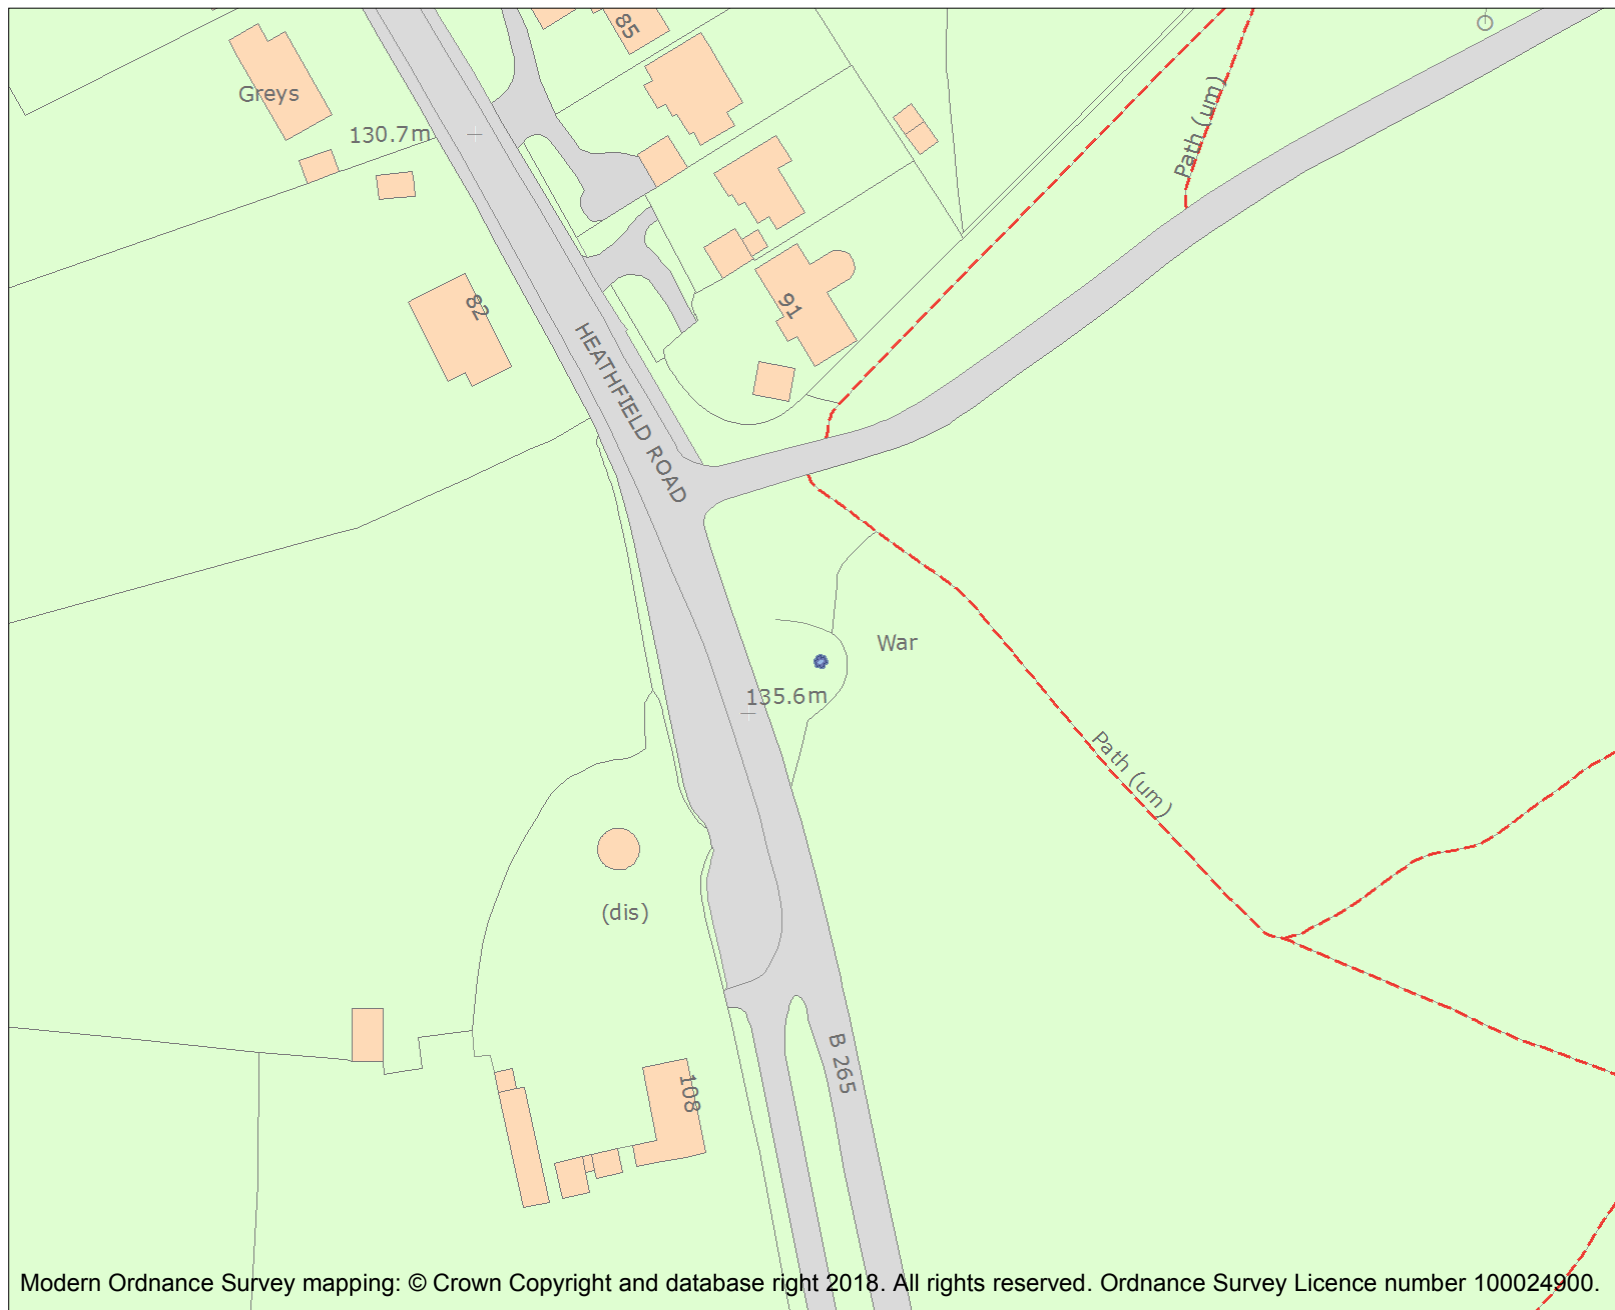 85
Greys
130.7m
Path (um)
82
91
HEATHFIELD ROAD
War
135.6m
Path (um)
(dis)
B 265
108
Modern Ordnance Survey mapping: © Crown Copyright and database right 2018. All rights reserved. Ordnance Survey Licence number 100024900.